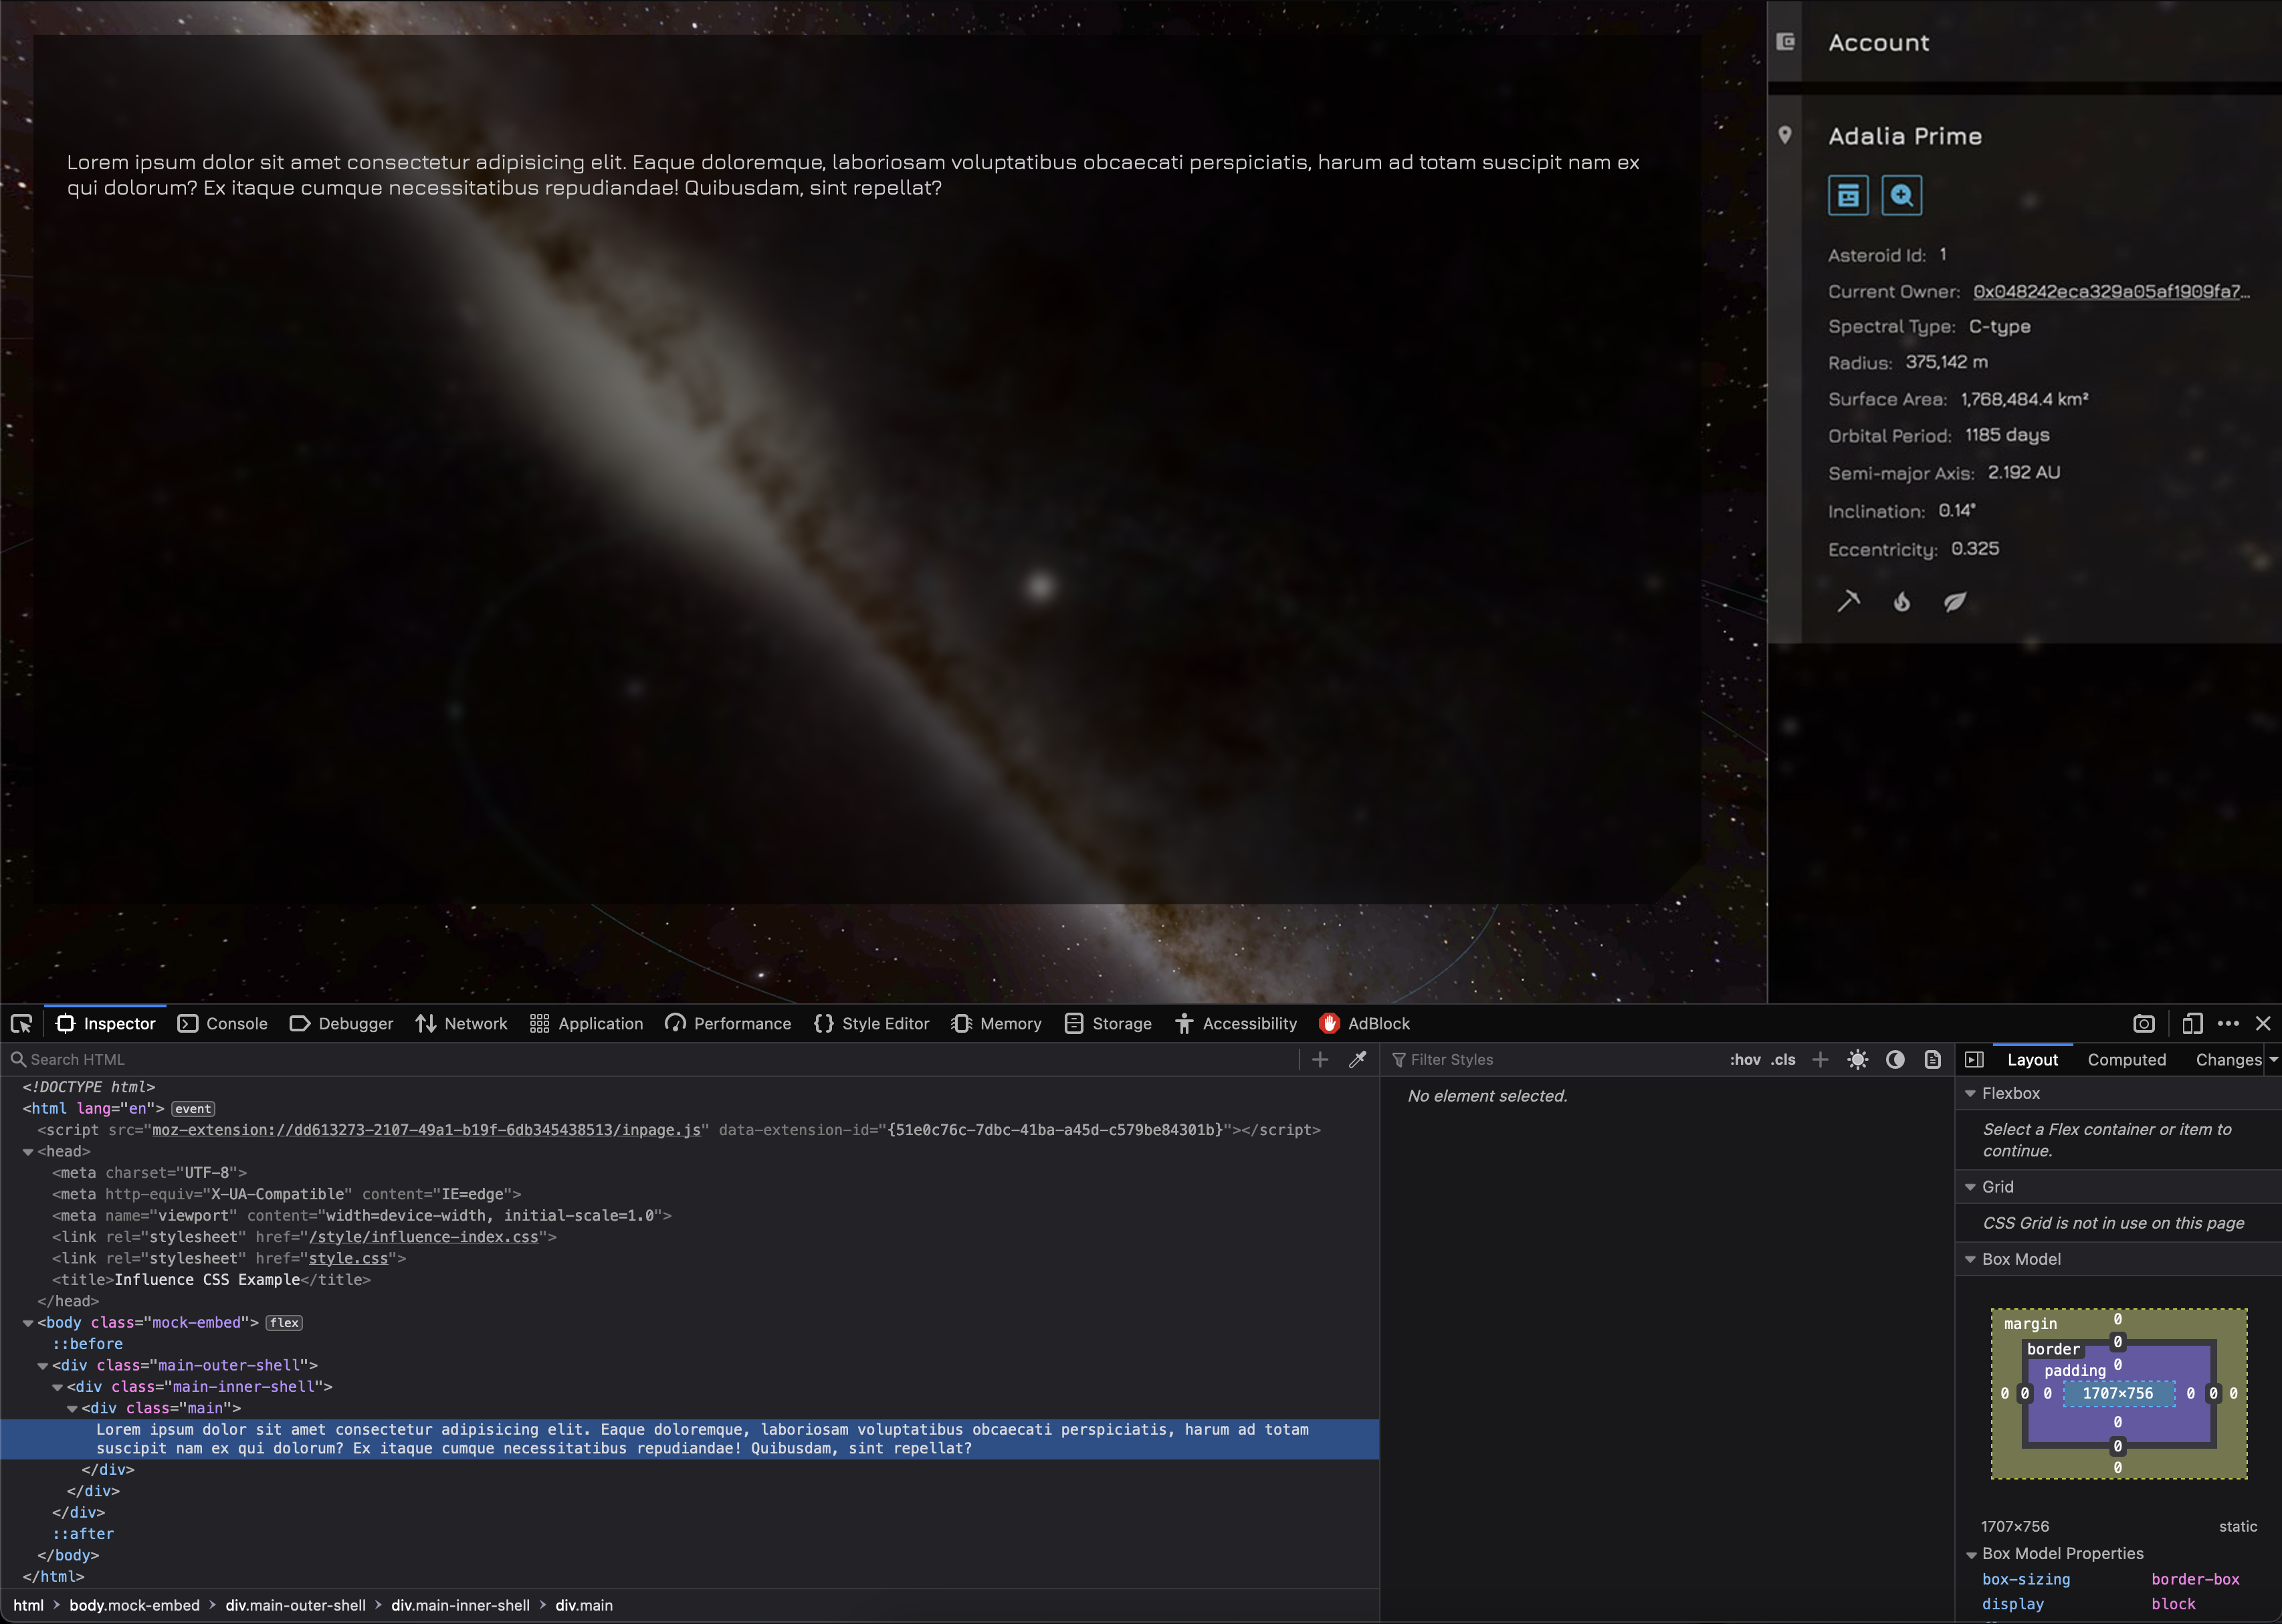 Account
Lorem ipsum dolor sit amet consectetur adipisicing elit. Eaque doloremque, laboriosam voluptatibus obcaecati perspiciatis, harum ad totam suscipit nam ex
qui dolorum? Ex itaque cumque necessitatibus repudiandae! Quibusdam, sint repellat?
Adalia Prime
Asteroid Id: 1
Current Owner: 0x048242eca329a05af1909fa7...
Spectral Type: C-type
Radius: 375,142 m
Surface Area: 1,768,484.4 km²
Orbital Period: 1185 days
Semi-major Axis: 2.192 AU
Inclination: 0.14°
Eccentricity: 0.325
Inspector Console Debugger Network Application Performance Style Editor Memory Storage Accessibility AdBlock
Search HTML
<!DOCTYPE html>
<html lang="en"> event
<script src="moz-extension://dd613273-2107-49a1-b19f-6db345438513/inpage.js" data-extension-id="{51e0c76c-7dbc-41ba-a45d-c579be84301b}"></script>
<head>
<meta charset="UTF-8">
<meta http-equiv="X-UA-Compatible" content="IE=edge">
<meta name="viewport" content="width=device-width, initial-scale=1.0">
<link rel="stylesheet" href="/style/influence-index.css">
<link rel="stylesheet" href="style.css">
<title>Influence CSS Example</title>
</head>
<body class="mock-embed"> flex
::before
<div class="main-outer-shell">
<div class="main-inner-shell">
<div class="main">
Lorem ipsum dolor sit amet consectetur adipisicing elit. Eaque doloremque, laboriosam voluptatibus obcaecati perspiciatis, harum ad totam
suscipit nam ex qui dolorum? Ex itaque cumque necessitatibus repudiandae! Quibusdam, sint repellat?
</div>
</div>
</div>
::after
</body>
</html>
html > body.mock-embed > div.main-outer-shell > div.main-inner-shell > div.main
Filter Styles :hov .cls
No element selected.
Layout Computed Changes
Flexbox
Select a Flex container or item to
continue.
Grid
CSS Grid is not in use on this page
Box Model
margin 0
border 0
padding 0
0 0 0 1707×756 0 0 0
0
0
0
1707×756 static
Box Model Properties
box-sizing border-box
display block